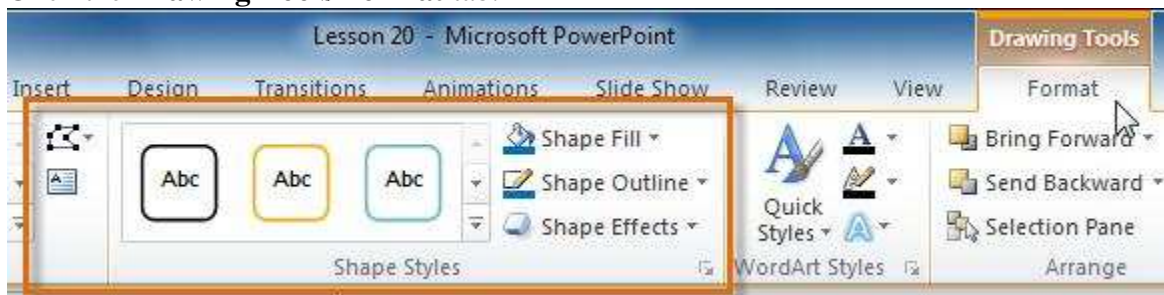 Lesson 20 - Microsoft PowerPoint
Drawing Tools
Insert Design Transitions Animations Slide Show Review View Format
Abc Abc Abc
Shape Fill
Shape Outline
Shape Effects
Shape Styles
A
A
A
A
Quick
Styles
WordArt Styles
Bring Forward
Send Backward
Selection Pane
Arrange